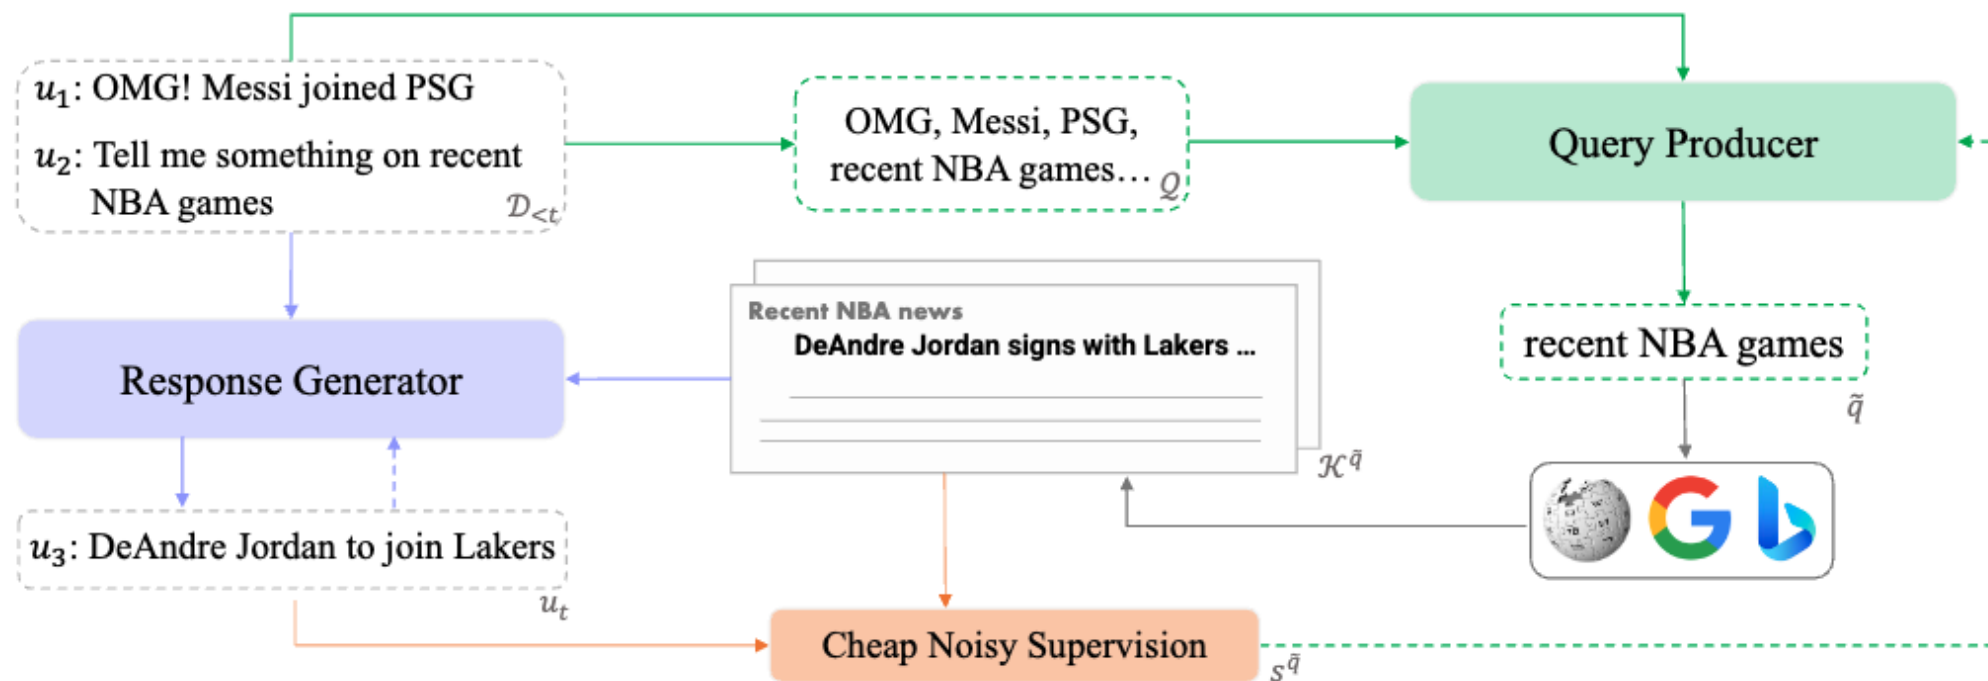 u₁: OMG! Messi joined PSG
u₂: Tell me something on recent
NBA games
𝒟<t
OMG, Messi, PSG,
recent NBA games…
𝒬
Query Producer
Recent NBA news
DeAndre Jordan signs with Lakers ...
𝒦^q̃
recent NBA games
q̃
Response Generator
u₃: DeAndre Jordan to join Lakers
uₜ
Cheap Noisy Supervision
s^q̃